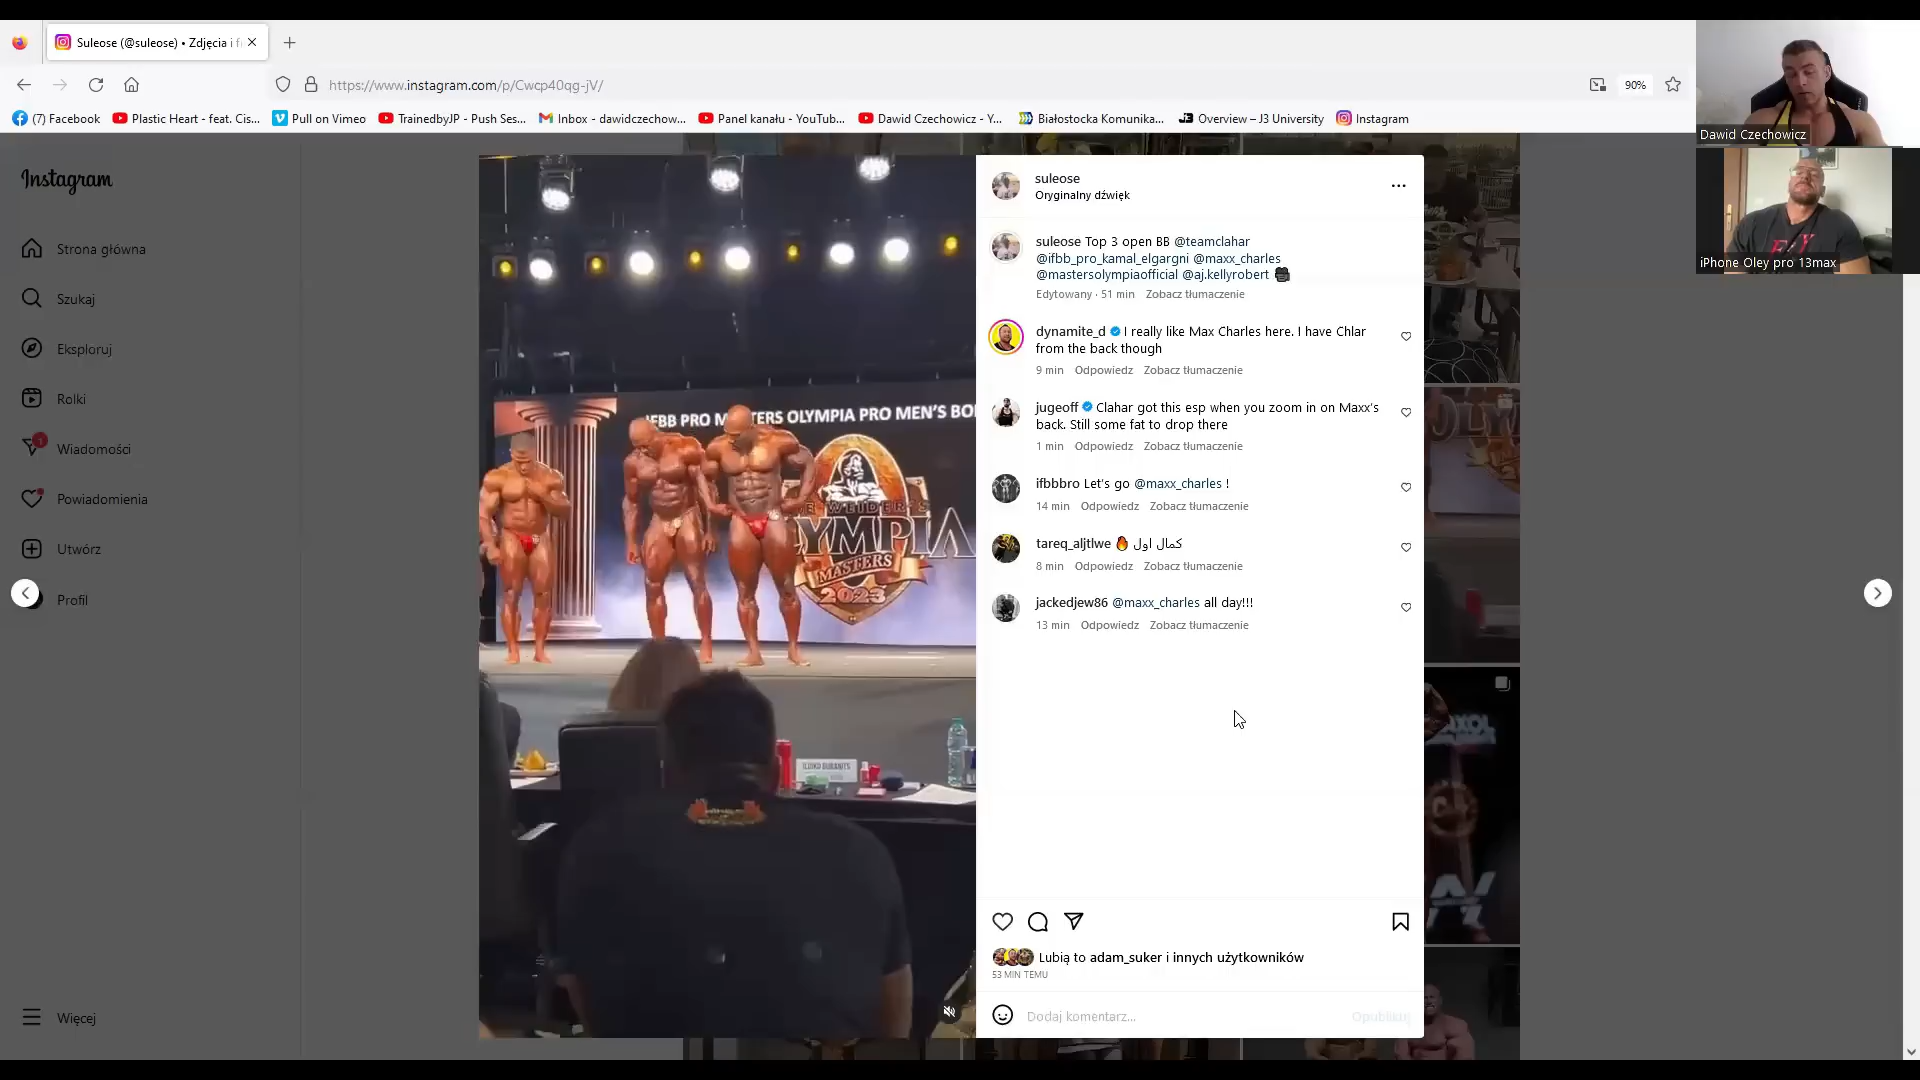 Suleose (@suleose) • Zdjęcia i f
https://www.instagram.com/p/Cwcp40qg-jV/
90%
(7) Facebook
Plastic Heart - feat. Cis...
Pull on Vimeo
TrainedbyJP - Push Ses...
Inbox - dawidczechow...
Panel kanału - YouTub...
Dawid Czechowicz - Y...
Białostocka Komunika...
Overview – J3 University
Instagram
Dawid Czechowicz
iPhone Oley pro 13max
Instagram
Strona główna
Szukaj
Eksploruj
Rolki
1
Wiadomości
Powiadomienia
Utwórz
Profil
Więcej
IFBB PRO MASTERS OLYMPIA PRO MEN'S BO
WEIDER'S
YMPIA
MASTERS
2023
suleose
Oryginalny dźwięk
suleose Top 3 open BB @teamclahar
@ifbb_pro_kamal_elgargni @maxx_charles
@mastersolympiaofficial @aj.kellyrobert
Edytowany · 51 min Zobacz tłumaczenie
dynamite_d I really like Max Charles here. I have Chlar
from the back though
9 min Odpowiedz Zobacz tłumaczenie
jugeoff Clahar got this esp when you zoom in on Maxx's
back. Still some fat to drop there
1 min Odpowiedz Zobacz tłumaczenie
ifbbbro Let's go @maxx_charles !
14 min Odpowiedz Zobacz tłumaczenie
tareq_aljtlwe كمال اول 🔥
8 min Odpowiedz Zobacz tłumaczenie
jackedjew86 @maxx_charles all day!!!
13 min Odpowiedz Zobacz tłumaczenie
Lubią to adam_suker i innych użytkowników
53 MIN TEMU
Dodaj komentarz...
Opublikuj